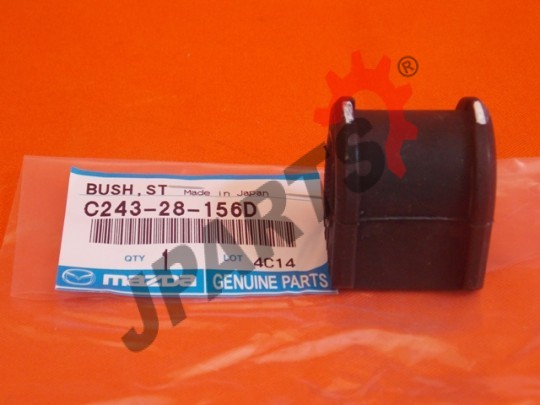 BUSH, ST Made in Japan
C243-28-156D
QTY 1 LOT 4C14
mazda GENUINE PARTS
JPARTS ®